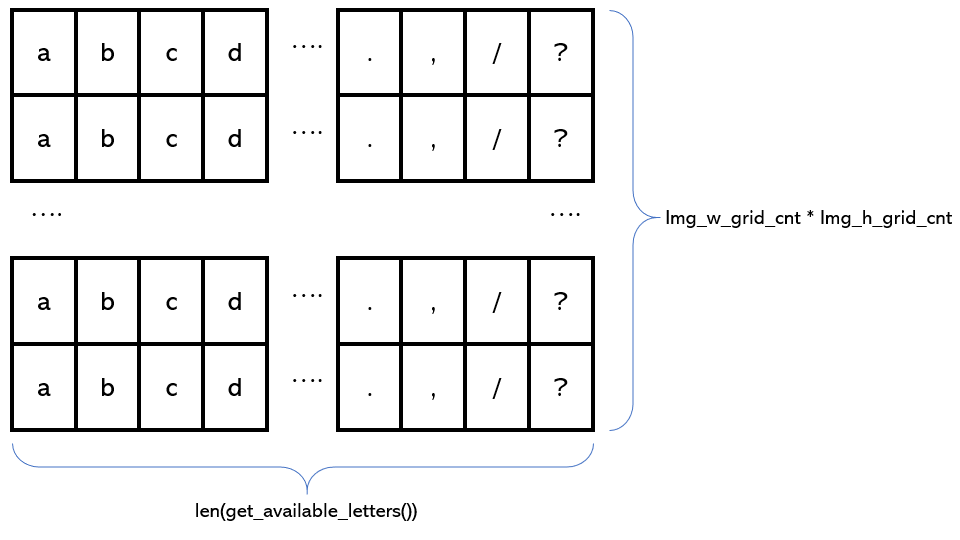 a b c d .... . , / ?
a b c d .... . , / ?
.... ....
Img_w_grid_cnt * Img_h_grid_cnt
a b c d .... . , / ?
a b c d .... . , / ?
len(get_available_letters())